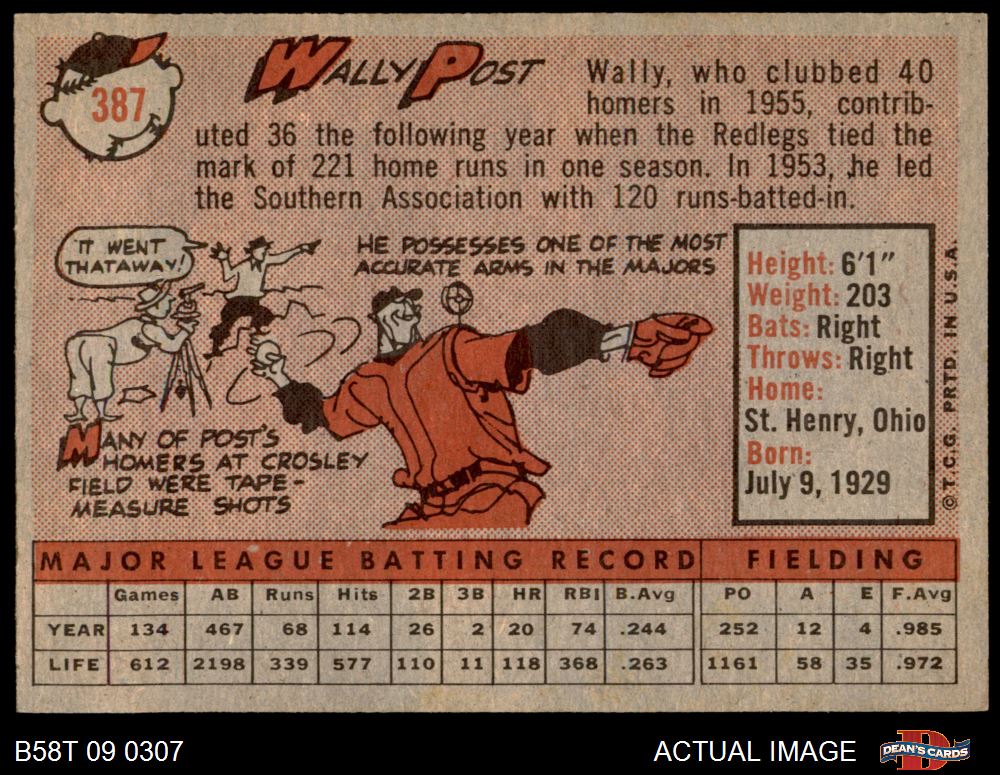 387
WALLY POST
Wally, who clubbed 40
homers in 1955, contrib-
uted 36 the following year when the Redlegs tied the
mark of 221 home runs in one season. In 1953, he led
the Southern Association with 120 runs-batted-in.
IT WENT
THATAWAY!
HE POSSESSES ONE OF THE MOST
ACCURATE ARMS IN THE MAJORS
MANY OF POST'S
HOMERS AT CROSLEY
FIELD WERE TAPE-
MEASURE SHOTS
Height: 6'1"
Weight: 203
Bats: Right
Throws: Right
Home:
St. Henry, Ohio
Born:
July 9, 1929
© T.C.G. PRTD. IN U.S.A.
MAJOR LEAGUE BATTING RECORD FIELDING
Games AB Runs Hits 2B 3B HR RBI B.Avg PO A E F.Avg
YEAR 134 467 68 114 26 2 20 74 .244 252 12 4 .985
LIFE 612 2198 339 577 110 11 118 368 .263 1161 58 35 .972
B58T 09 0307
ACTUAL IMAGE
D
DEAN'S CARDS